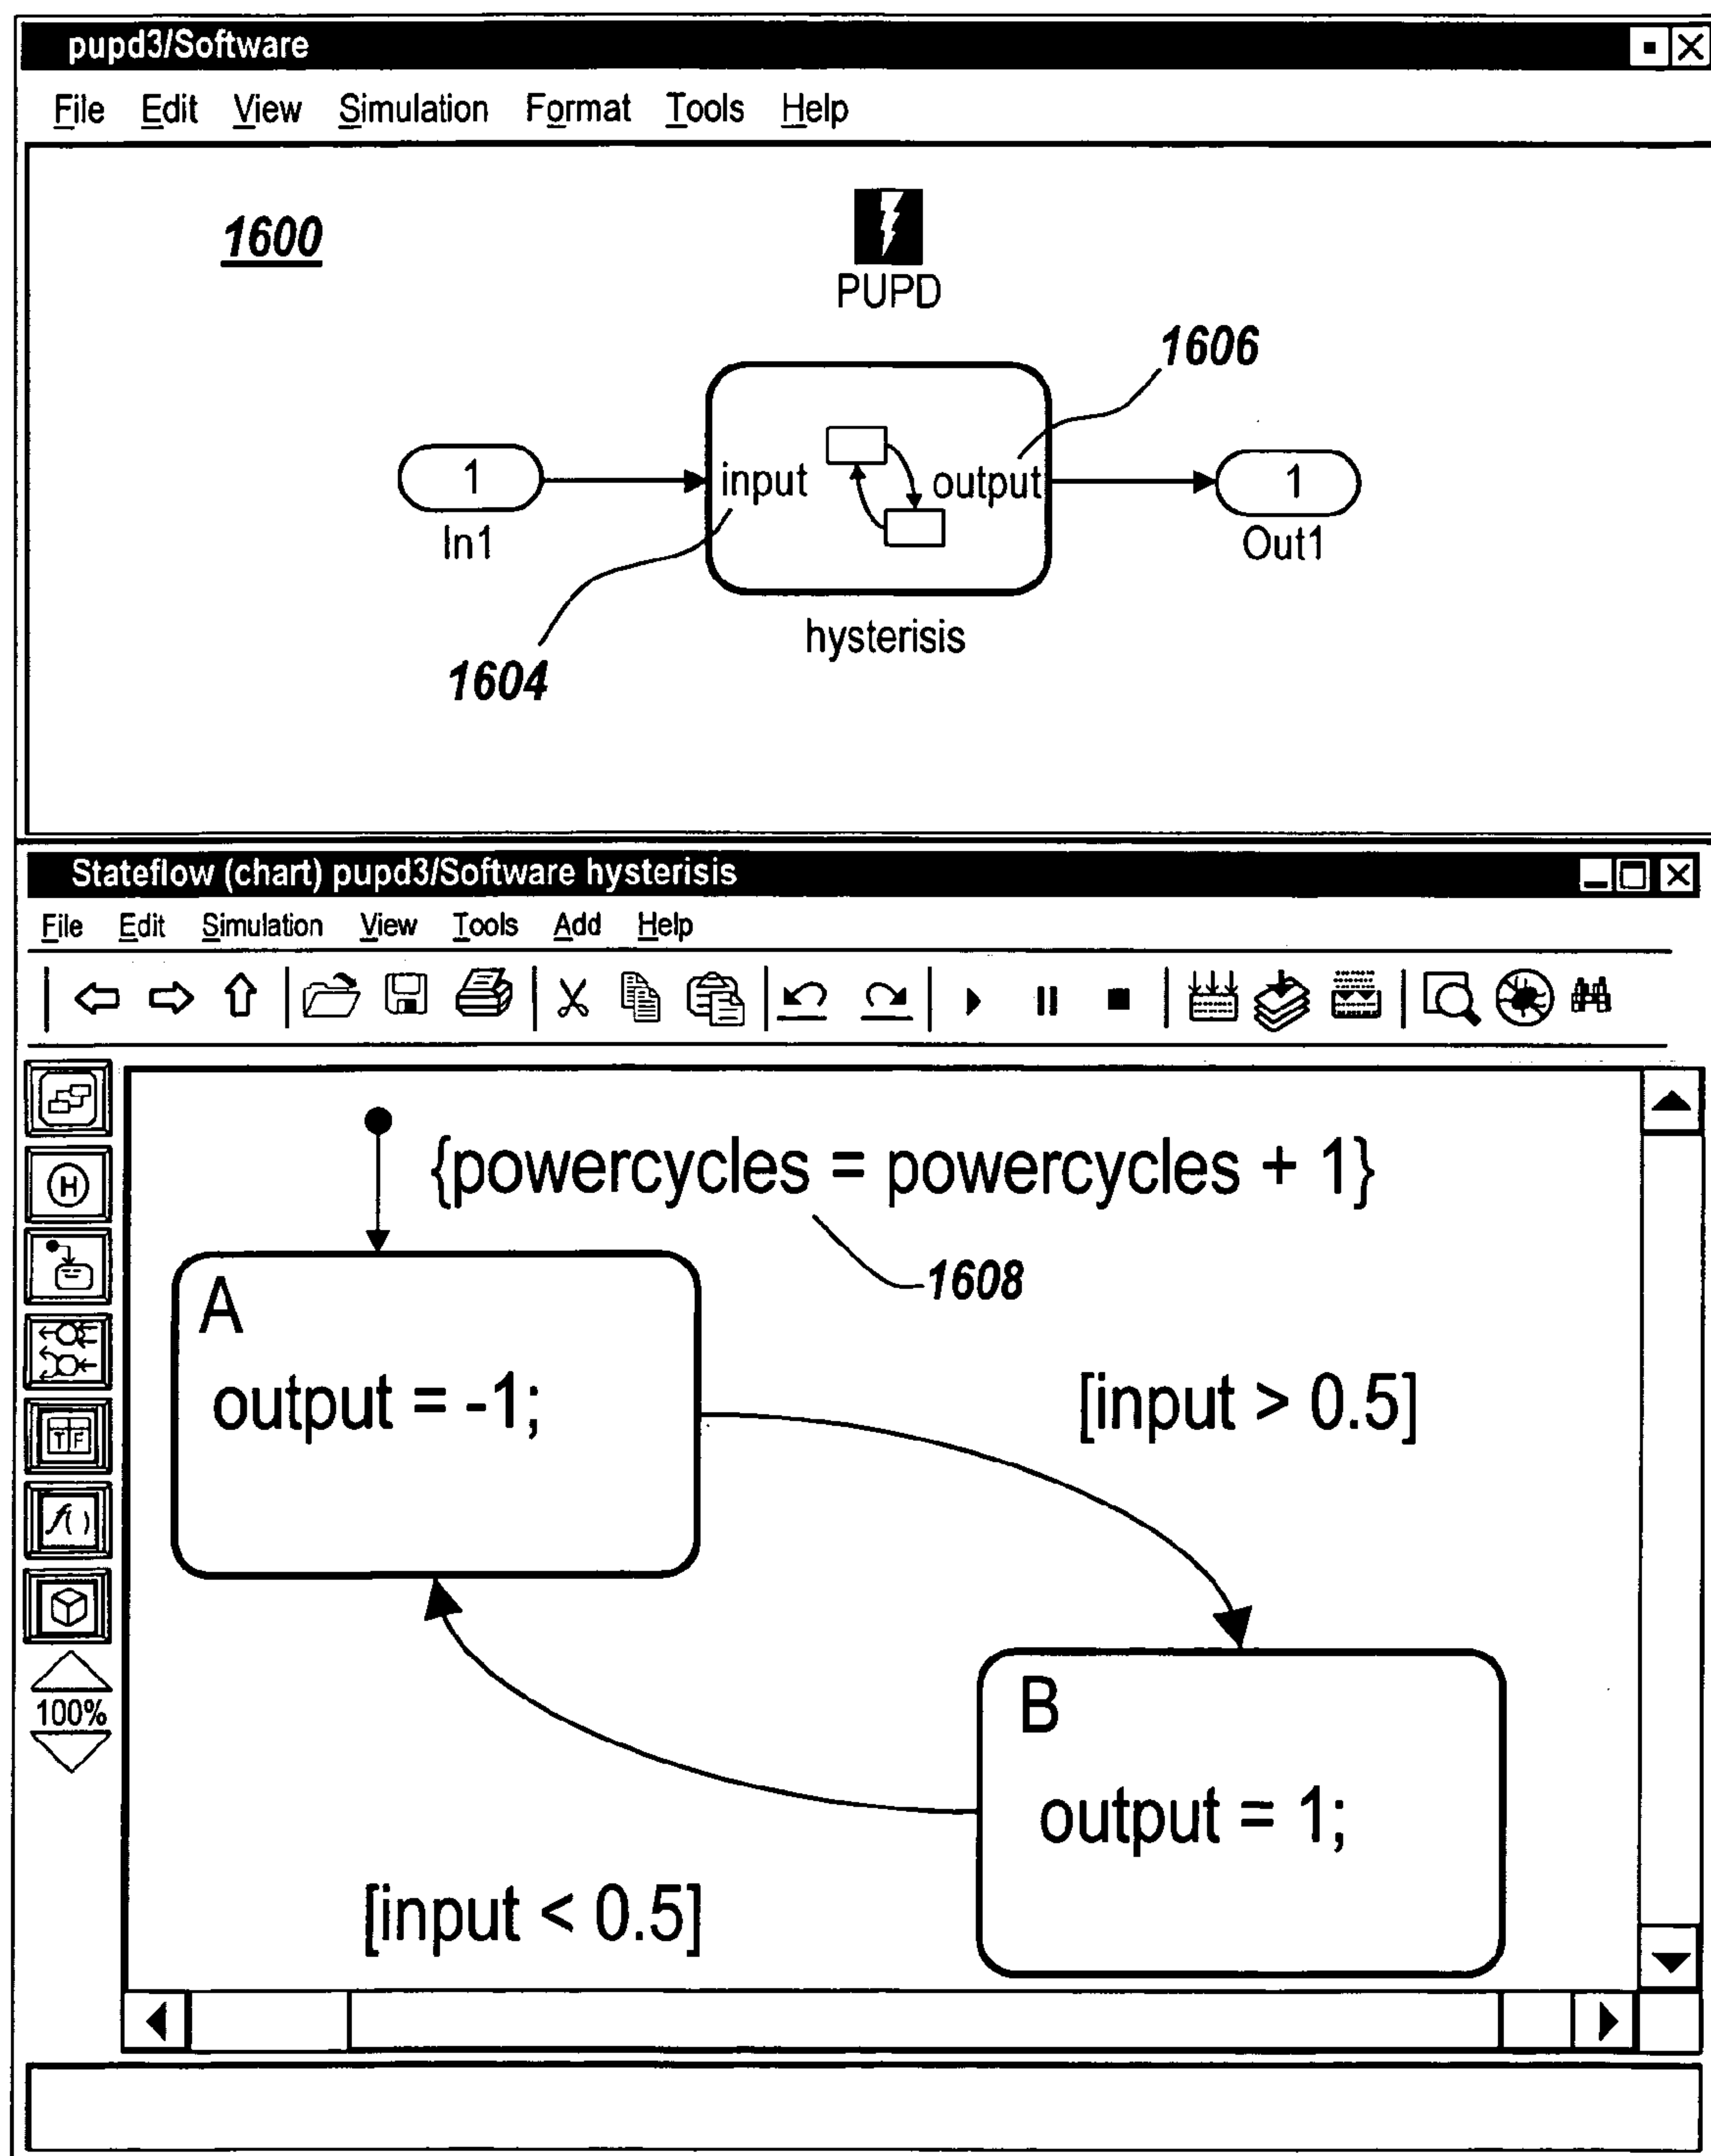 pupd3/Software
File Edit View Simulation Format Tools Help
1600
PUPD
1606
1
input
output
1
In1
Out1
hysterisis
1604
Stateflow (chart) pupd3/Software hysterisis
File Edit Simulation View Tools Add Help
{powercycles = powercycles + 1}
H
1608
A
output = -1;
[input > 0.5]
T F
f()
B
100%
output = 1;
[input < 0.5]